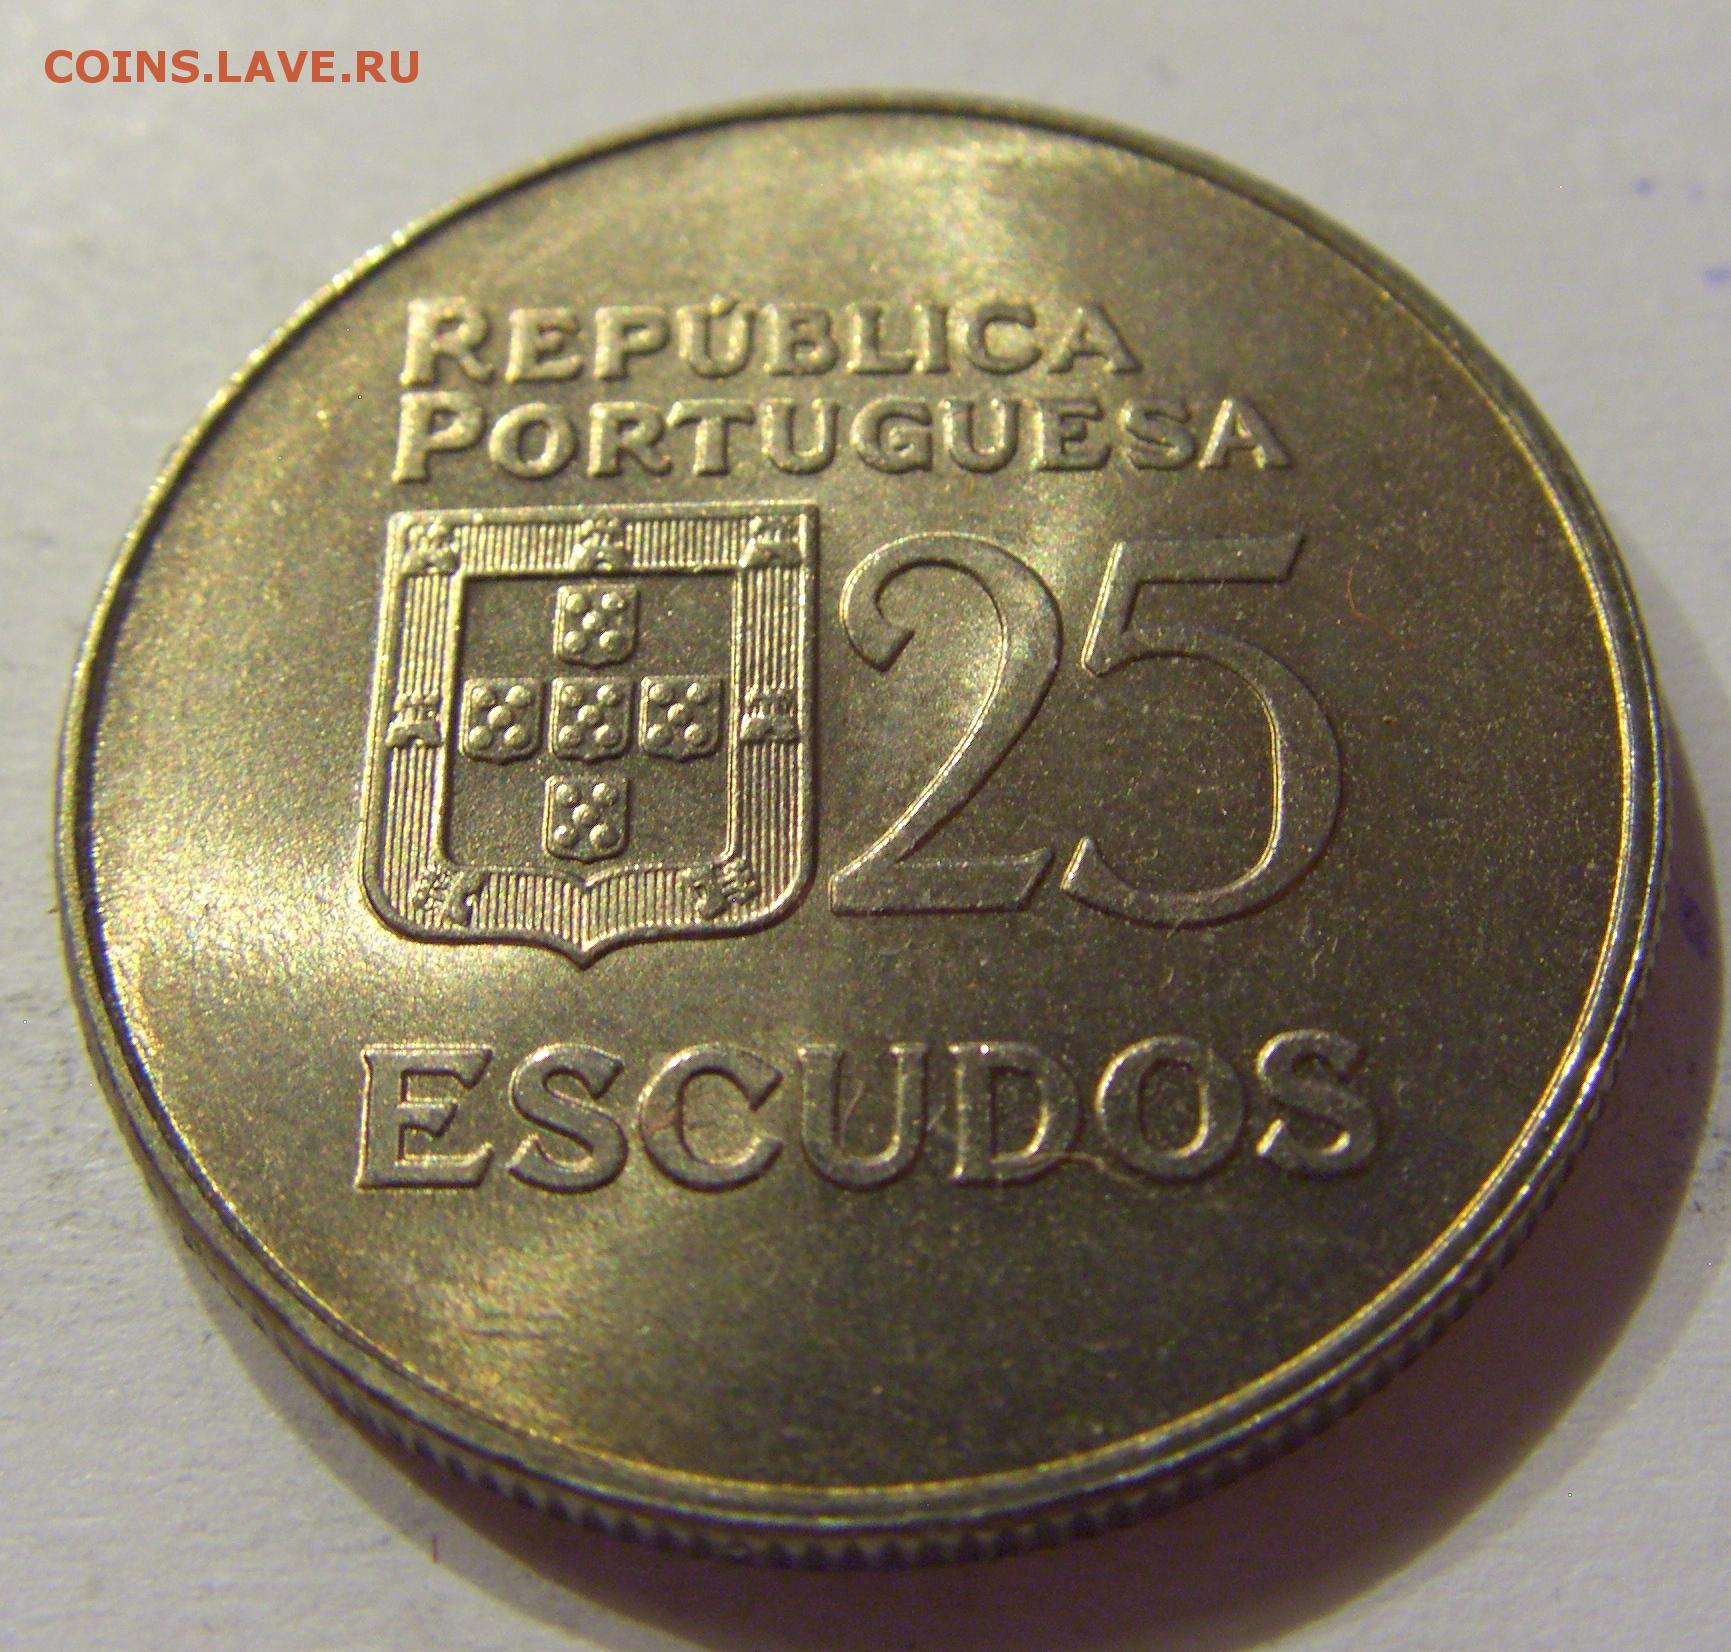 COINS.LAVE.RU
REPÚBLICA
PORTUGUESA
25
ESCUDOS